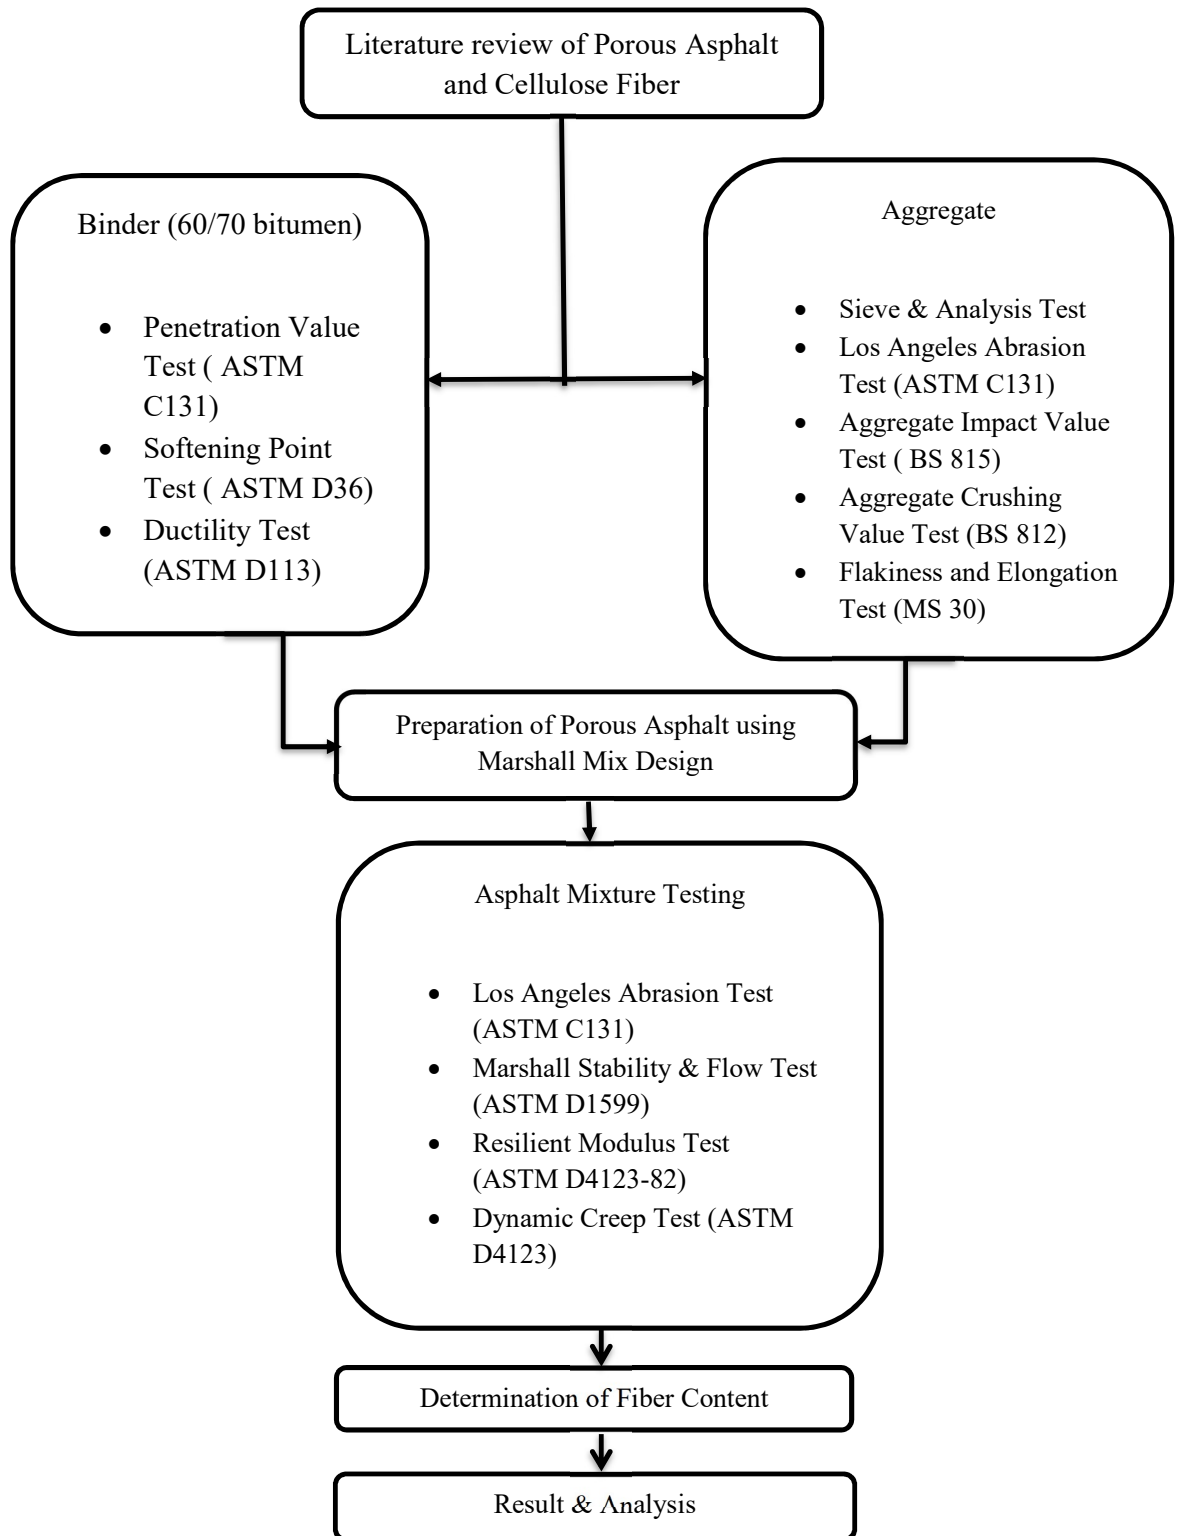 Literature review of Porous Asphalt
and Cellulose Fiber
Binder (60/70 bitumen)
• Penetration Value
Test ( ASTM
C131)
• Softening Point
Test ( ASTM D36)
• Ductility Test
(ASTM D113)
Aggregate
• Sieve & Analysis Test
• Los Angeles Abrasion
Test (ASTM C131)
• Aggregate Impact Value
Test ( BS 815)
• Aggregate Crushing
Value Test (BS 812)
• Flakiness and Elongation
Test (MS 30)
Preparation of Porous Asphalt using
Marshall Mix Design
Asphalt Mixture Testing
• Los Angeles Abrasion Test
(ASTM C131)
• Marshall Stability & Flow Test
(ASTM D1599)
• Resilient Modulus Test
(ASTM D4123-82)
• Dynamic Creep Test (ASTM
D4123)
Determination of Fiber Content
Result & Analysis